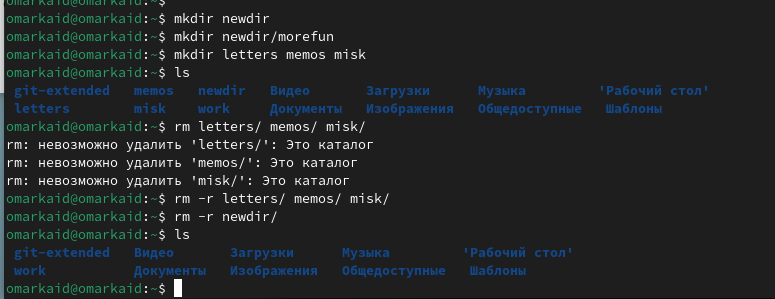 omarkaid@omarkaid:~$
omarkaid@omarkaid:~$ mkdir newdir
omarkaid@omarkaid:~$ mkdir newdir/morefun
omarkaid@omarkaid:~$ mkdir letters memos misk
omarkaid@omarkaid:~$ ls
git-extended memos newdir Видео Загрузки Музыка 'Рабочий стол'
letters misk work Документы Изображения Общедоступные Шаблоны
omarkaid@omarkaid:~$ rm letters/ memos/ misk/
rm: невозможно удалить 'letters/': Это каталог
rm: невозможно удалить 'memos/': Это каталог
rm: невозможно удалить 'misk/': Это каталог
omarkaid@omarkaid:~$ rm -r letters/ memos/ misk/
omarkaid@omarkaid:~$ rm -r newdir/
omarkaid@omarkaid:~$ ls
git-extended Видео Загрузки Музыка 'Рабочий стол'
work Документы Изображения Общедоступные Шаблоны
omarkaid@omarkaid:~$